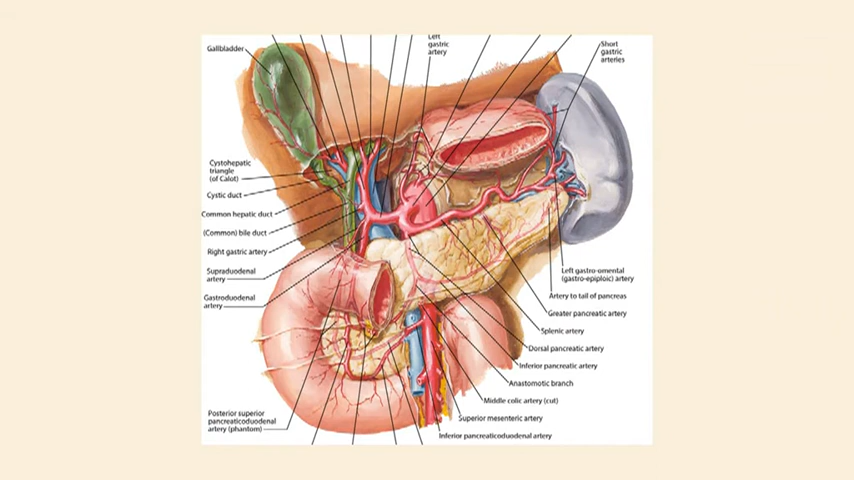 Left
gastric
artery
Gallbladder
Short
gastric
arteries
Cystohepatic
triangle
(of Calot)
Cystic duct
Common hepatic duct
(Common) bile duct
Right gastric artery
Supraduodenal
artery
Gastroduodenal
artery
Left gastro-omental
(gastro-epiploic) artery
Artery to tail of pancreas
Greater pancreatic artery
Splenic artery
Dorsal pancreatic artery
Inferior pancreatic artery
Anastomotic branch
Middle colic artery (cut)
Superior mesenteric artery
Inferior pancreaticoduodenal artery
Posterior superior
pancreaticoduodenal
artery (phantom)